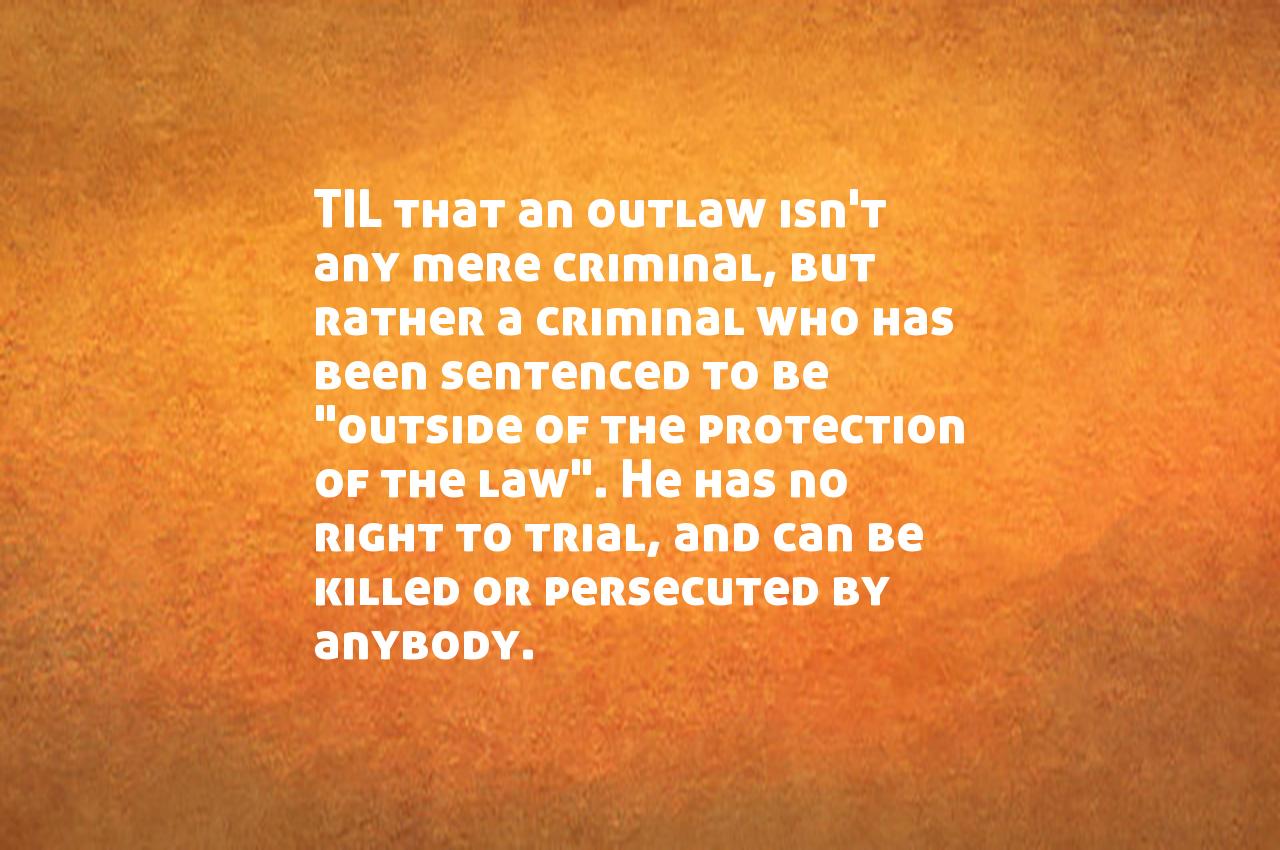 TIL that an outlaw isn't
any mere criminal, but
rather a criminal who has
been sentenced to be
"outside of the protection
of the law". He has no
right to trial, and can be
killed or persecuted by
anybody.